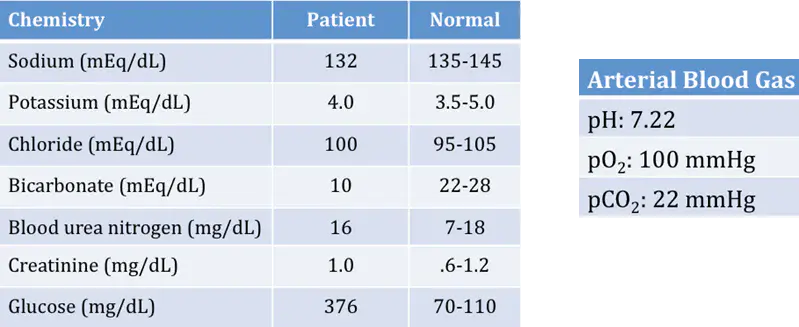 Chemistry Patient Normal
Sodium (mEq/dL) 132 135-145
Potassium (mEq/dL) 4.0 3.5-5.0
Chloride (mEq/dL) 100 95-105
Bicarbonate (mEq/dL) 10 22-28
Blood urea nitrogen (mg/dL) 16 7-18
Creatinine (mg/dL) 1.0 .6-1.2
Glucose (mg/dL) 376 70-110
Arterial Blood Gas
pH: 7.22
pO₂: 100 mmHg
pCO₂: 22 mmHg